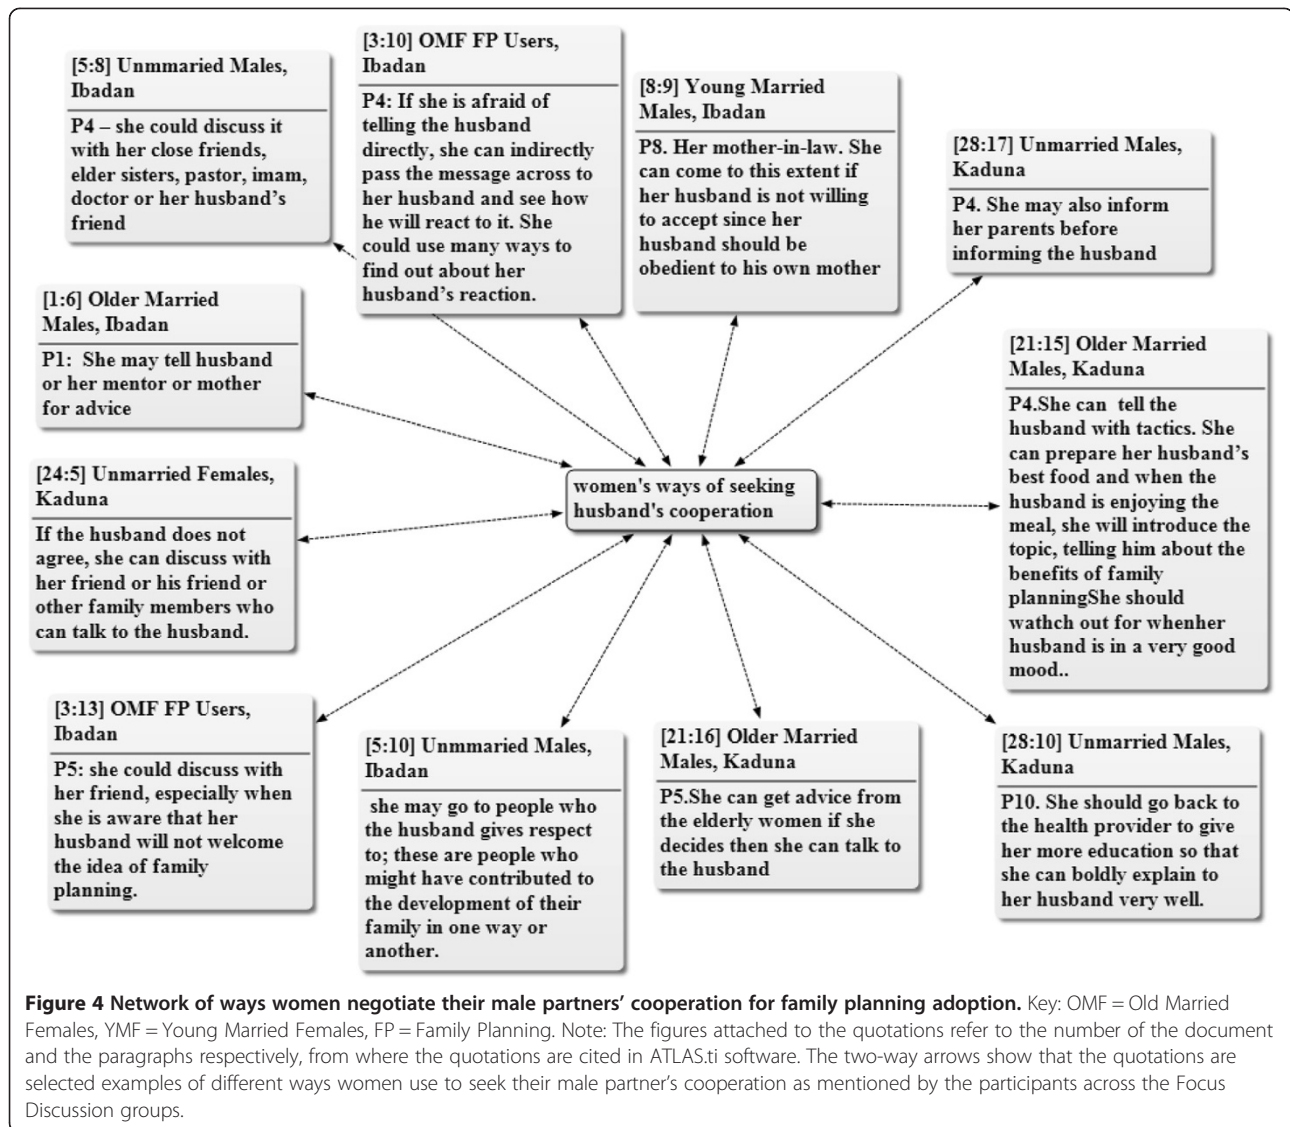 [5:8] Unmmaried Males,
Ibadan
P4 – she could discuss it
with her close friends,
elder sisters, pastor, imam,
doctor or her husband's
friend
[3:10] OMF FP Users,
Ibadan
P4: If she is afraid of
telling the husband
directly, she can indirectly
pass the message across to
her husband and see how
he will react to it. She
could use many ways to
find out about her
husband's reaction.
[8:9] Young Married
Males, Ibadan
P8. Her mother-in-law. She
can come to this extent if
her husband is not willing
to accept since her
husband should be
obedient to his own mother
[28:17] Unmarried Males,
Kaduna
P4. She may also inform
her parents before
informing the husband
[1:6] Older Married
Males, Ibadan
P1: She may tell husband
or her mentor or mother
for advice
[21:15] Older Married
Males, Kaduna
P4.She can tell the
husband with tactics. She
can prepare her husband's
best food and when the
husband is enjoying the
meal, she will introduce the
topic, telling him about the
benefits of family
planningShe should
wathch out for whenher
husband is in a very good
mood..
women's ways of seeking
husband's cooperation
[24:5] Unmarried Females,
Kaduna
If the husband does not
agree, she can discuss with
her friend or his friend or
other family members who
can talk to the husband.
[3:13] OMF FP Users,
Ibadan
P5: she could discuss with
her friend, especially when
she is aware that her
husband will not welcome
the idea of family
planning.
[5:10] Unmmaried Males,
Ibadan
she may go to people who
the husband gives respect
to; these are people who
might have contributed to
the development of their
family in one way or
another.
[21:16] Older Married
Males, Kaduna
P5.She can get advice from
the elderly women if she
decides then she can talk to
the husband
[28:10] Unmarried Males,
Kaduna
P10. She should go back to
the health provider to give
her more education so that
she can boldly explain to
her husband very well.
Figure 4 Network of ways women negotiate their male partners' cooperation for family planning adoption. Key: OMF = Old Married
Females, YMF = Young Married Females, FP = Family Planning. Note: The figures attached to the quotations refer to the number of the document
and the paragraphs respectively, from where the quotations are cited in ATLAS.ti software. The two-way arrows show that the quotations are
selected examples of different ways women use to seek their male partner's cooperation as mentioned by the participants across the Focus
Discussion groups.